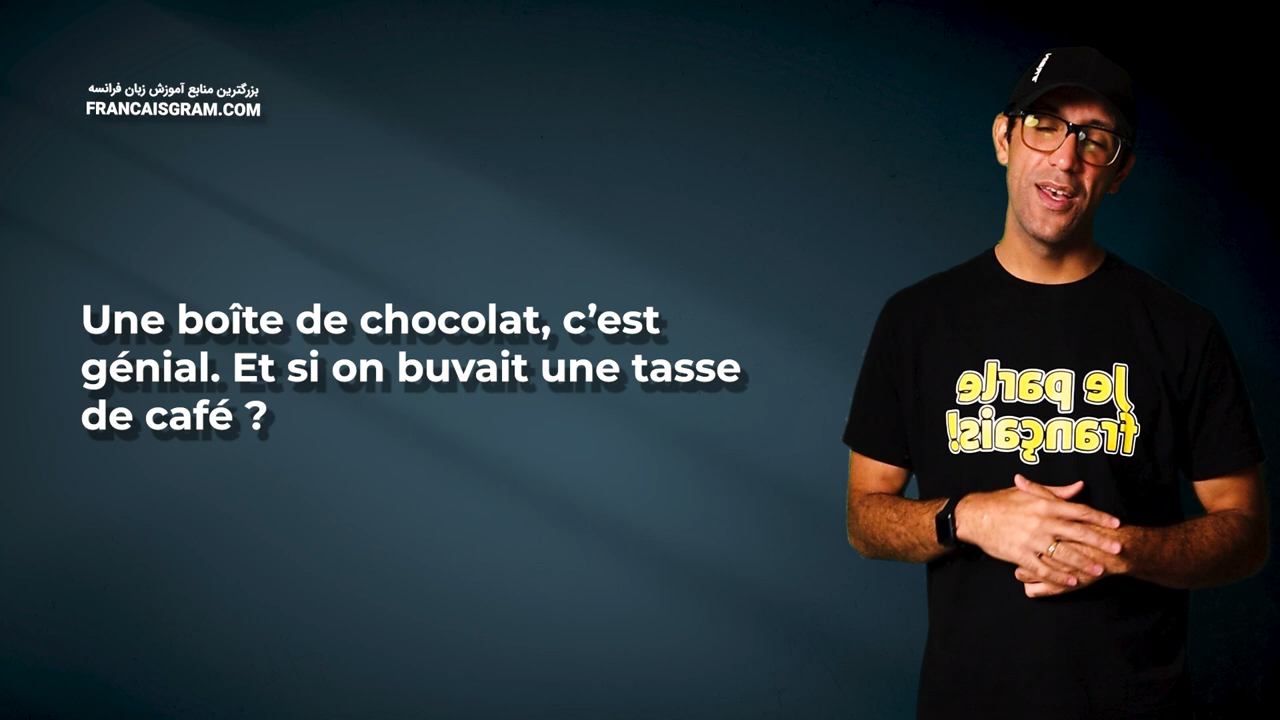 بزرگترین منابع آموزش زبان فرانسه
FRANCAISGRAM.COM
Une boîte de chocolat, c’est
génial. Et si on buvait une tasse
de café ?
Je parle
français!